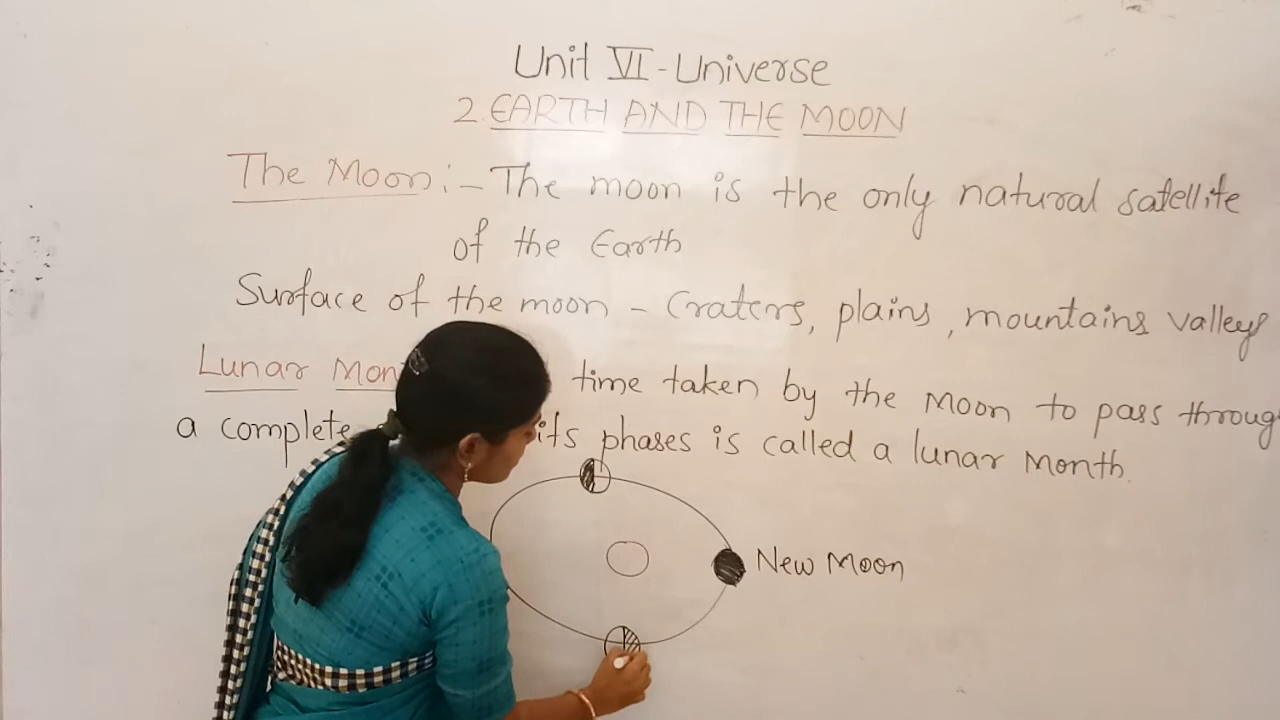 Unit VI - Universe
2. EARTH AND THE MOON
The Moon :- The moon is the only natural satellite
of the Earth
Surface of the moon - Craters, plains, mountains valleys
Lunar time taken by the Moon to pass
a complete its phases is called a lunar Month.
New Moon